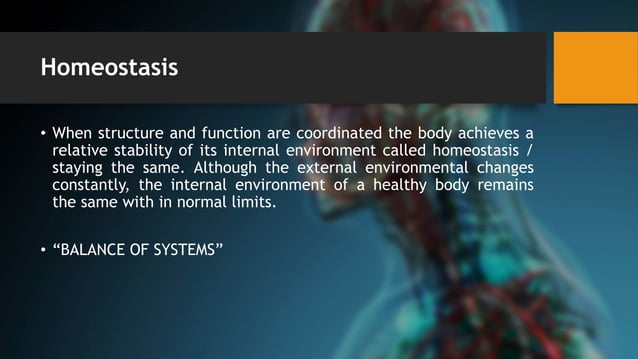 Homeostasis
• When structure and function are coordinated the body achieves a
relative stability of its internal environment called homeostasis /
staying the same. Although the external environmental changes
constantly, the internal environment of a healthy body remains
the same with in normal limits.
• “BALANCE OF SYSTEMS”